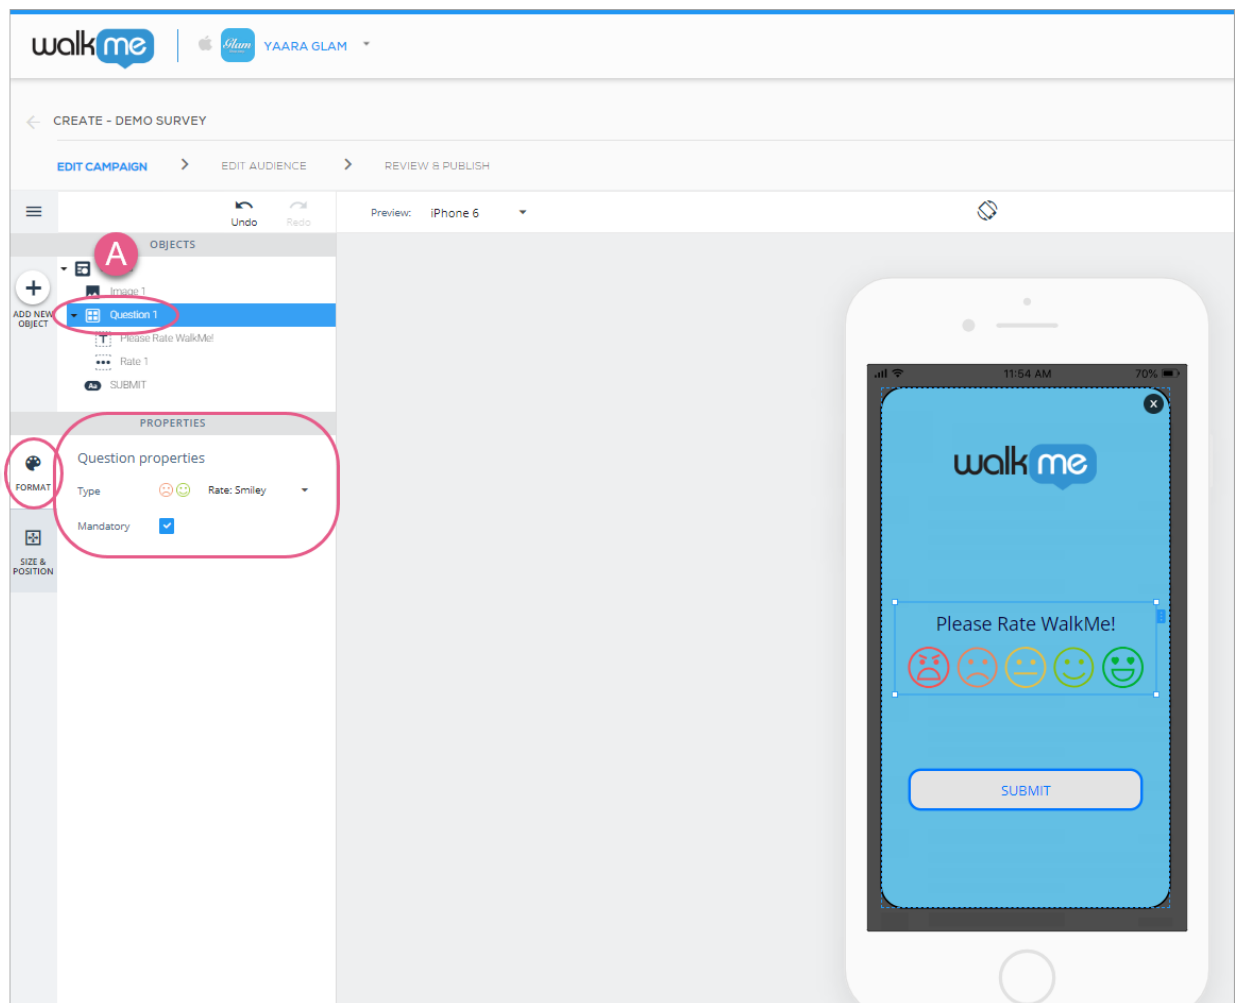 walkme
Glam
YAARA GLAM
CREATE - DEMO SURVEY
EDIT CAMPAIGN
EDIT AUDIENCE
REVIEW & PUBLISH
Undo
Redo
Preview: iPhone 6
OBJECTS
A
Image 1
ADD NEW
OBJECT
Question 1
T
Please Rate WalkMe!
Rate 1
Aa
SUBMIT
PROPERTIES
Question properties
FORMAT
Type
Rate: Smiley
Mandatory
SIZE &
POSITION
11:54 AM
70%
x
walkme
Please Rate WalkMe!
SUBMIT